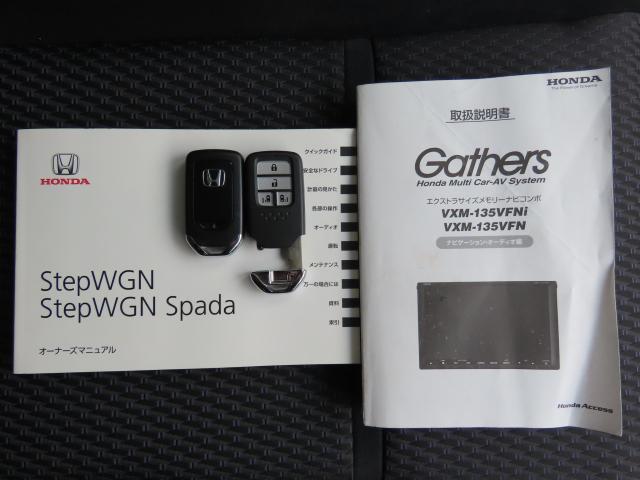 HONDA
StepWGN
StepWGN Spada
オーナーズマニュアル
クイックガイド
安全なドライブ
計器の見かた
各部の操作
オーディオ
運転
メンテナンス
万一の場合には
資料
索引
HONDA
The Power of Dreams
取扱説明書
Gathers
Honda Multi Car-AV System
エクストラサイズメモリーナビコンポ
VXM-135VFNi
VXM-135VFN
ナビゲーション・オーディオ編
Honda Access